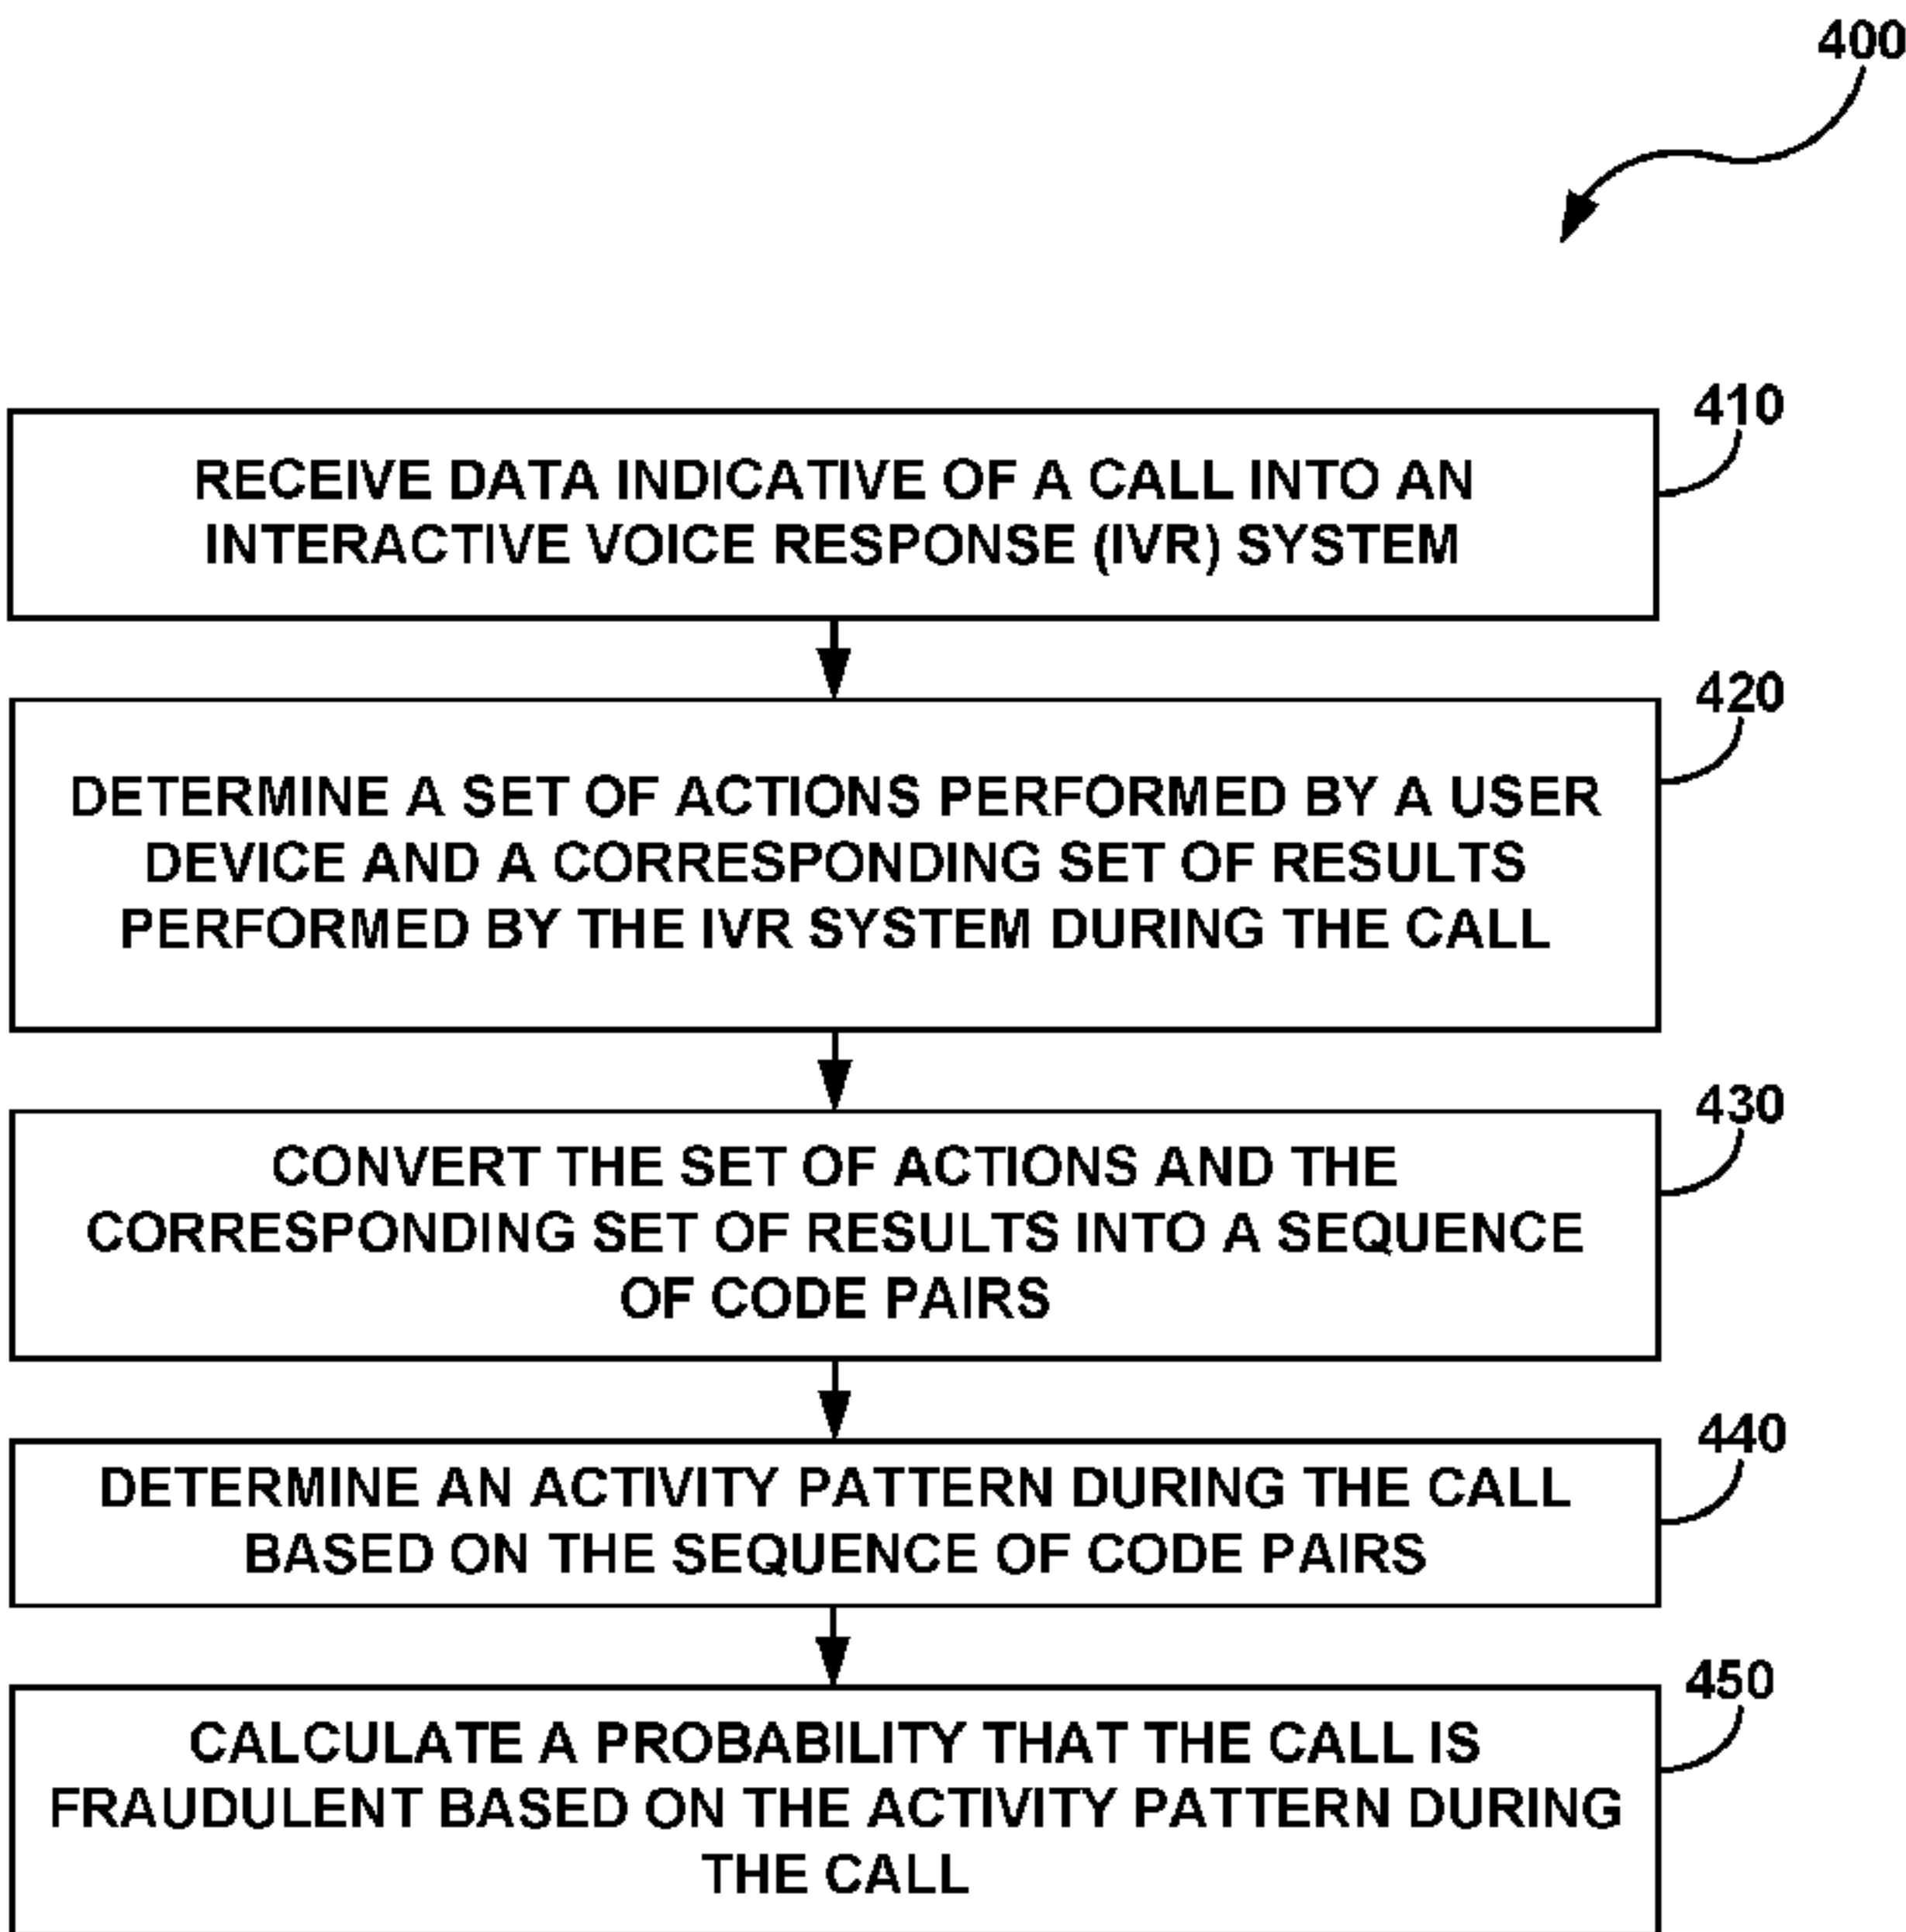 400
410
RECEIVE DATA INDICATIVE OF A CALL INTO AN
INTERACTIVE VOICE RESPONSE (IVR) SYSTEM
420
DETERMINE A SET OF ACTIONS PERFORMED BY A USER
DEVICE AND A CORRESPONDING SET OF RESULTS
PERFORMED BY THE IVR SYSTEM DURING THE CALL
430
CONVERT THE SET OF ACTIONS AND THE
CORRESPONDING SET OF RESULTS INTO A SEQUENCE
OF CODE PAIRS
440
DETERMINE AN ACTIVITY PATTERN DURING THE CALL
BASED ON THE SEQUENCE OF CODE PAIRS
450
CALCULATE A PROBABILITY THAT THE CALL IS
FRAUDULENT BASED ON THE ACTIVITY PATTERN DURING
THE CALL